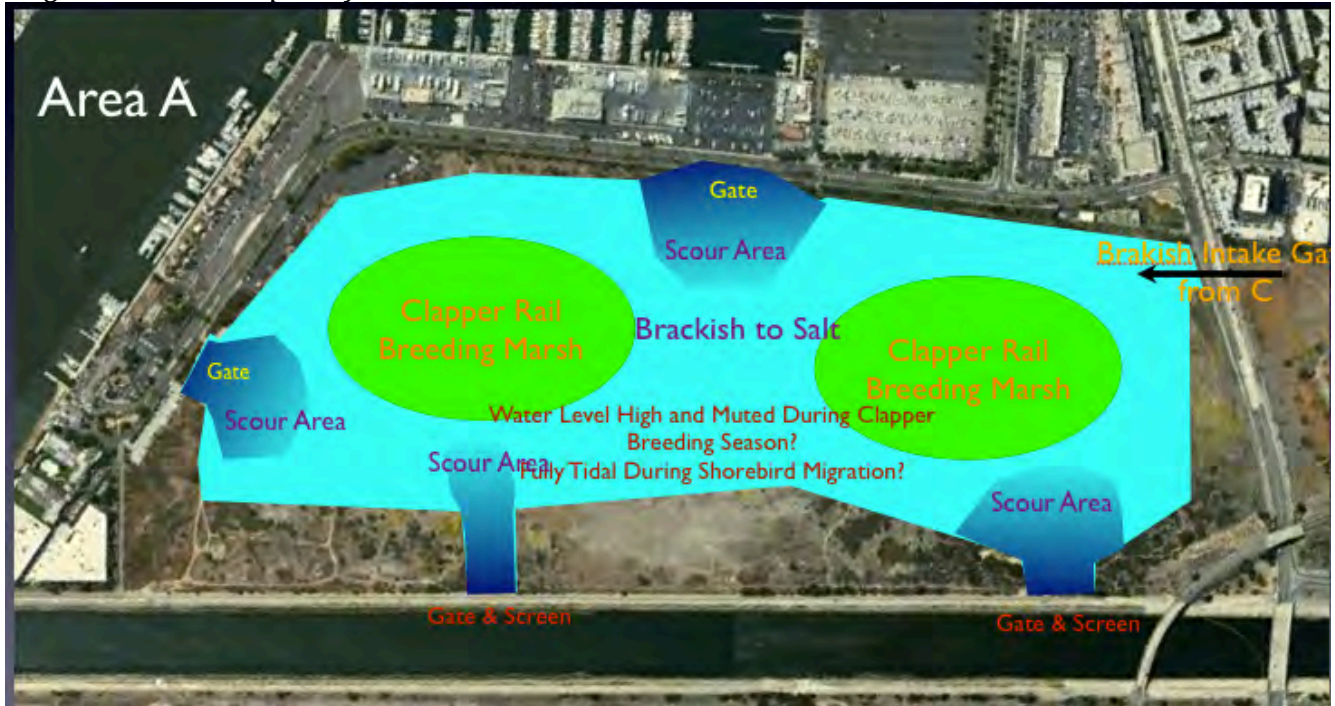 Area A
Gate
Scour Area
Brakish Intake Ga
from C
Clapper Rail
Breeding Marsh
Brackish to Salt
Clapper Rail
Breeding Marsh
Gate
Scour Area
Water Level High and Muted During Clapper
Breeding Season?
Scour Area
Fully Tidal During Shorebird Migration?
Scour Area
Gate & Screen
Gate & Screen